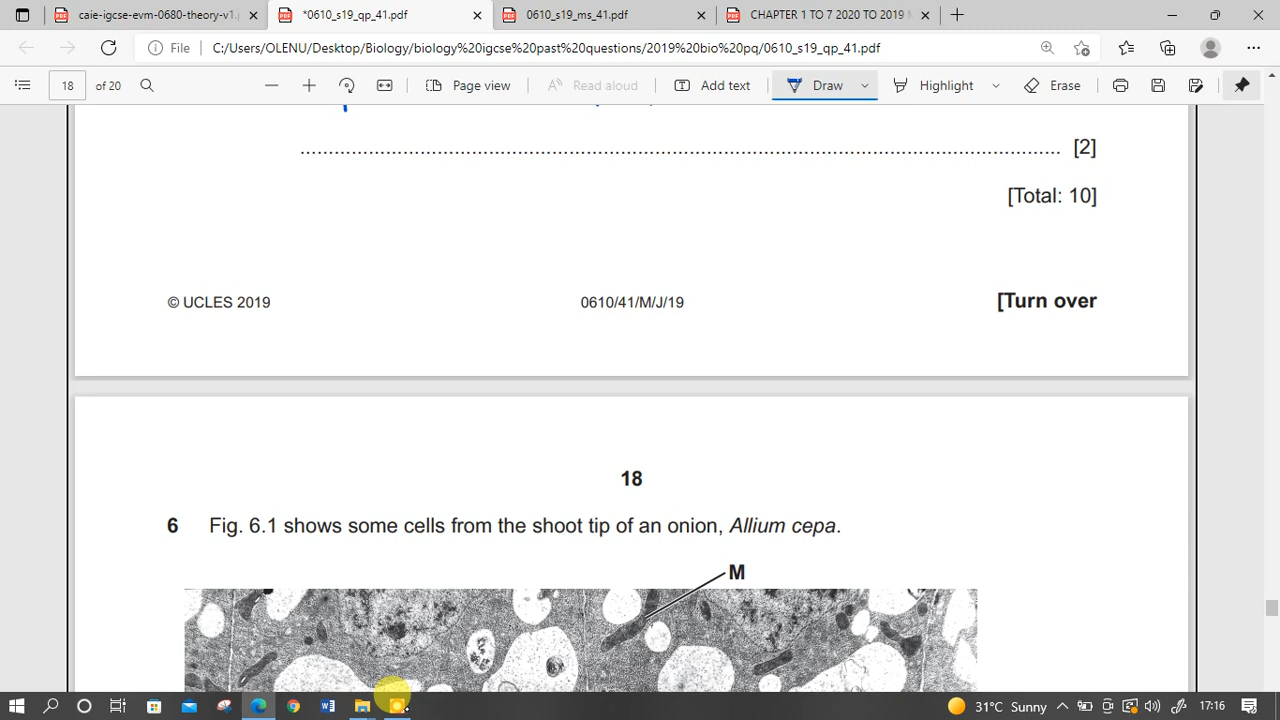 caie-igcse-evm-0680-theory-v1.
*0610_s19_qp_41.pdf
0610_s19_ms_41.pdf
CHAPTER 1 TO 7 2020 TO 2019
File
C:/Users/OLENU/Desktop/Biology/biology%20igcse%20past%20questions/2019%20bio%20pq/0610_s19_qp_41.pdf
18 of 20
Page view
Read aloud
Add text
Draw
Highlight
Erase
[2]
[Total: 10]
© UCLES 2019
0610/41/M/J/19
[Turn over
18
6 Fig. 6.1 shows some cells from the shoot tip of an onion, Allium cepa.
M
31°C Sunny
17:16